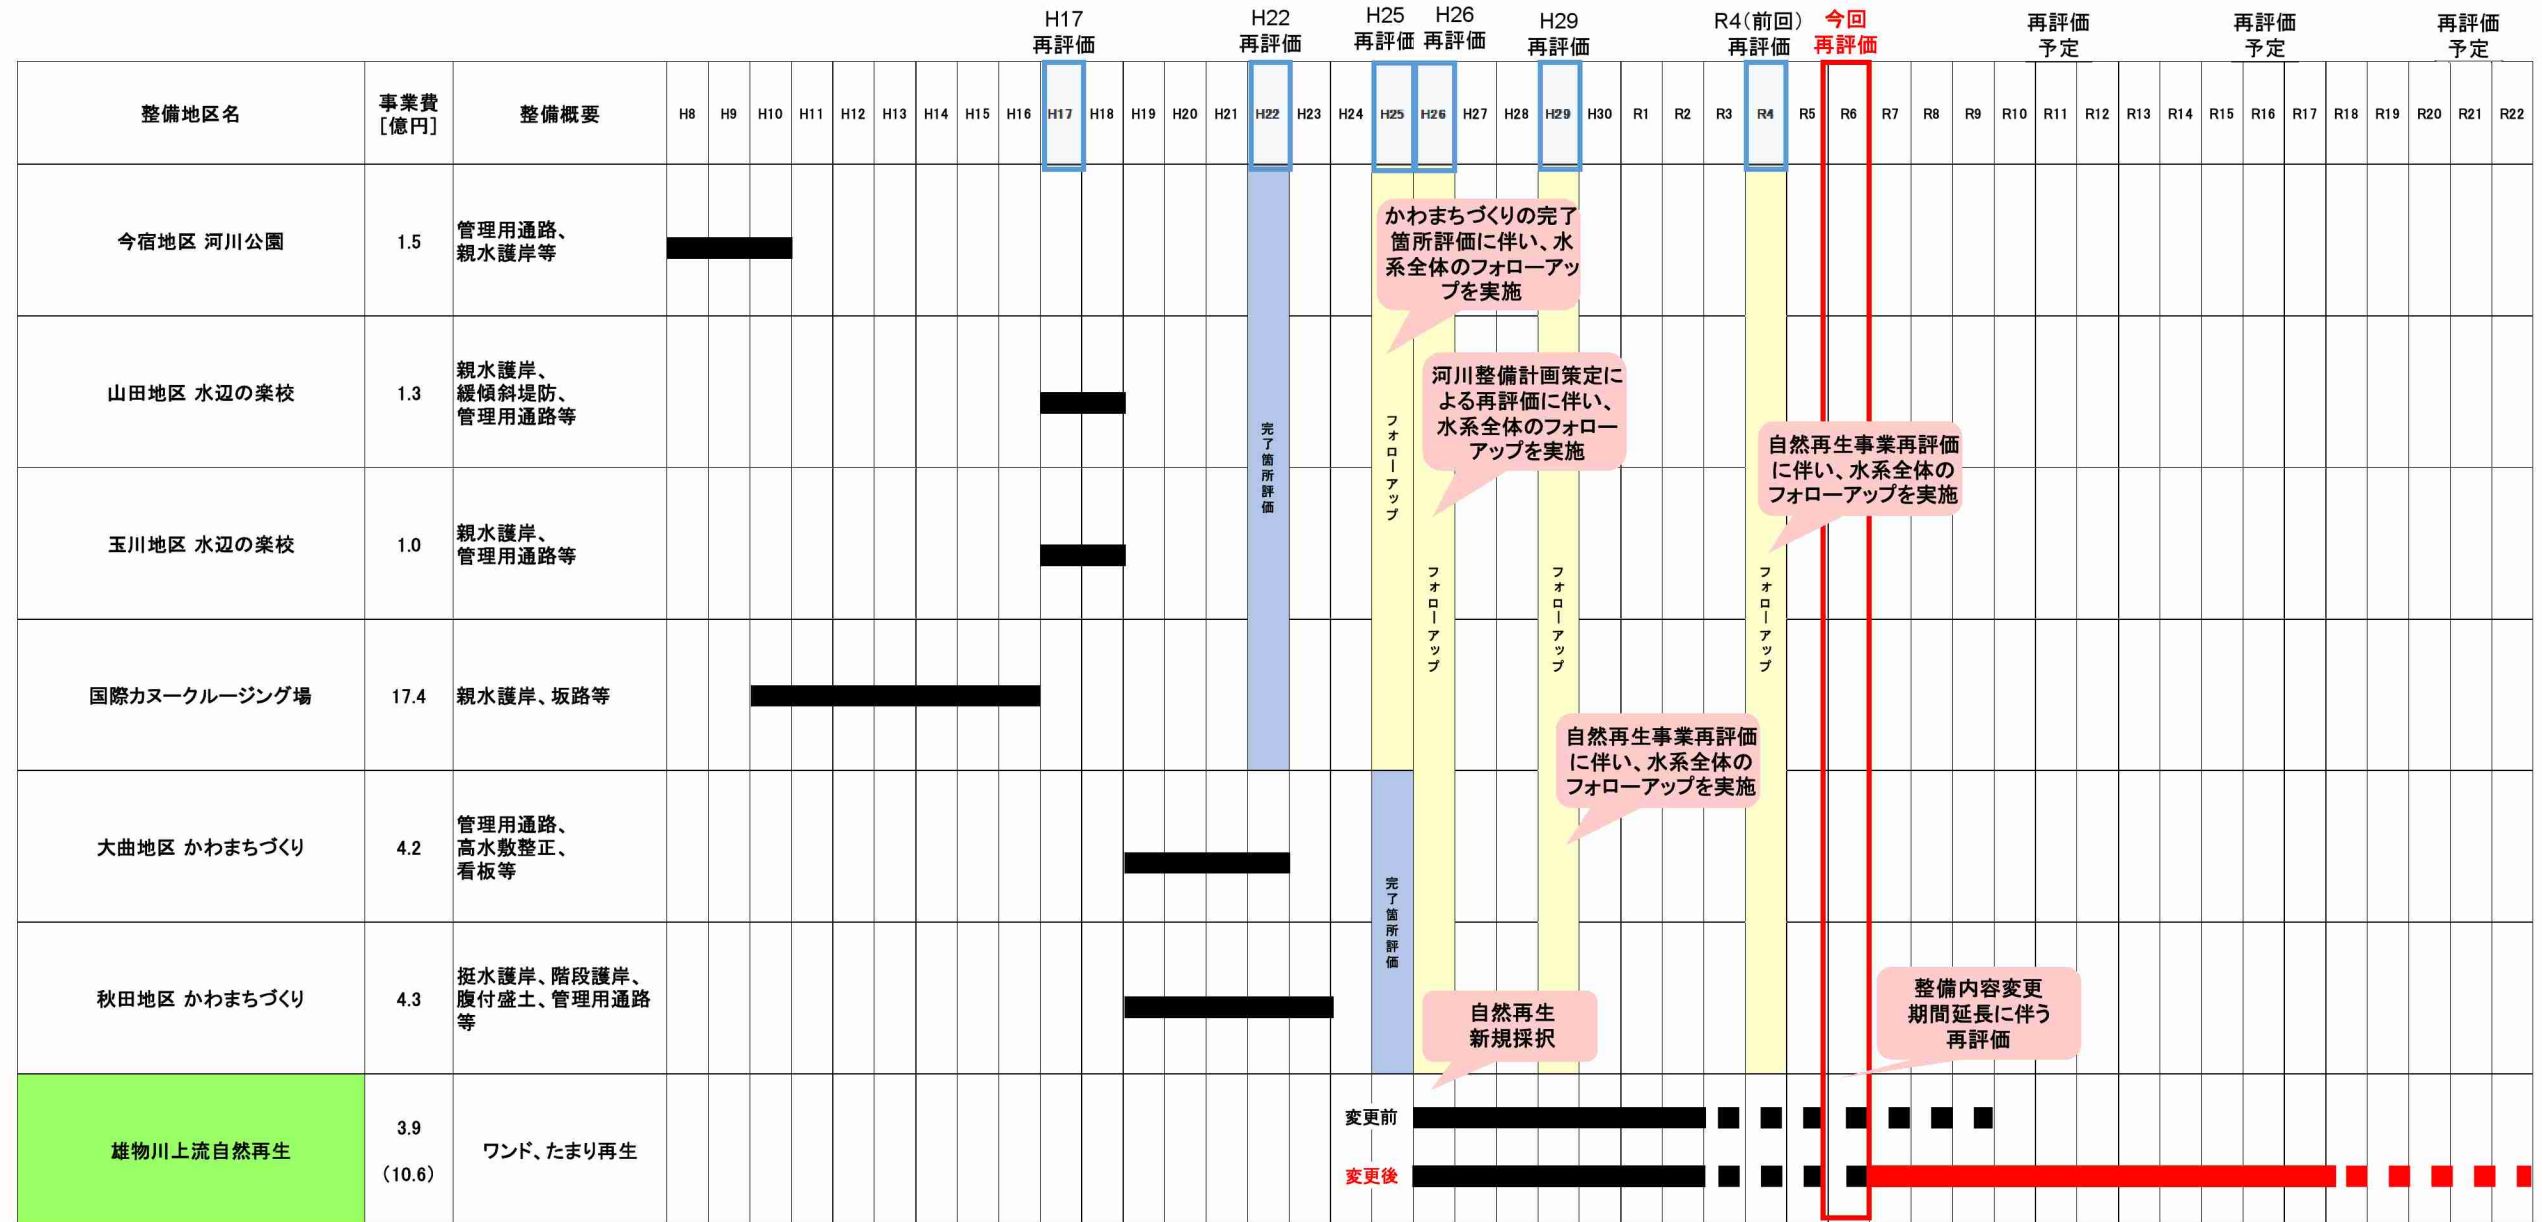 H17
再評価
H22
再評価
H25
再評価
H26
再評価
H29
再評価
R4(前回)
再評価
今回
再評価
再評価
予定
再評価
予定
再評価
予定
整備地区名
事業費
[億円]
整備概要
H8 H9 H10 H11 H12 H13 H14 H15 H16 H17 H18 H19 H20 H21 H22 H23 H24 H25 H26 H27 H28 H29 H30 R1 R2 R3 R4 R5 R6 R7 R8 R9 R10 R11 R12 R13 R14 R15 R16 R17 R18 R19 R20 R21 R22
今宿地区 河川公園
1.5
管理用通路、
親水護岸等
かわまちづくりの完了
箇所評価に伴い、水
系全体のフォローアッ
プを実施
山田地区 水辺の楽校
1.3
親水護岸、
緩傾斜堤防、
管理用通路等
完了箇所評価
フォローアップ
河川整備計画策定に
よる再評価に伴い、
水系全体のフォロー
アップを実施
自然再生事業再評価
に伴い、水系全体の
フォローアップを実施
玉川地区 水辺の楽校
1.0
親水護岸、
管理用通路等
フォローアップ
フォローアップ
フォローアップ
国際カヌークルージング場
17.4
親水護岸、坂路等
自然再生事業再評価
に伴い、水系全体の
フォローアップを実施
大曲地区 かわまちづくり
4.2
管理用通路、
高水敷整正、
看板等
完了箇所評価
秋田地区 かわまちづくり
4.3
挺水護岸、階段護岸、
腹付盛土、管理用通路
等
自然再生
新規採択
整備内容変更
期間延長に伴う
再評価
雄物川上流自然再生
3.9
(10.6)
ワンド、たまり再生
変更前
変更後